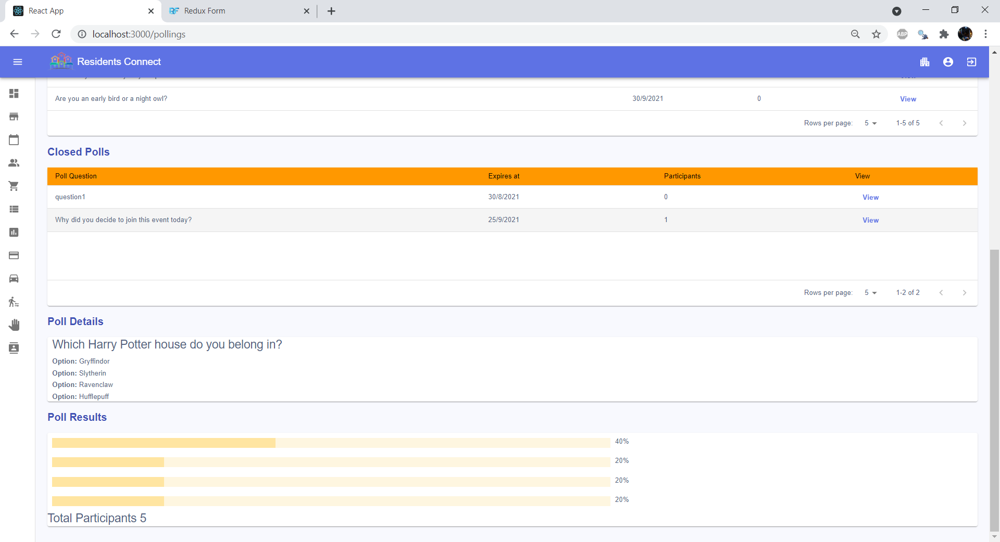 React App
Redux Form
localhost:3000/pollings
ABP
Residents Connect
Are you an early bird or a night owl? 30/9/2021 0 View
Rows per page: 5 1-5 of 5
Closed Polls
Poll Question Expires at Participants View
question1 30/8/2021 0 View
Why did you decide to join this event today? 25/9/2021 1 View
Rows per page: 5 1-2 of 2
Poll Details
Which Harry Potter house do you belong in?
Option: Gryffindor
Option: Slytherin
Option: Ravenclaw
Option: Hufflepuff
Poll Results
40%
20%
20%
20%
Total Participants 5